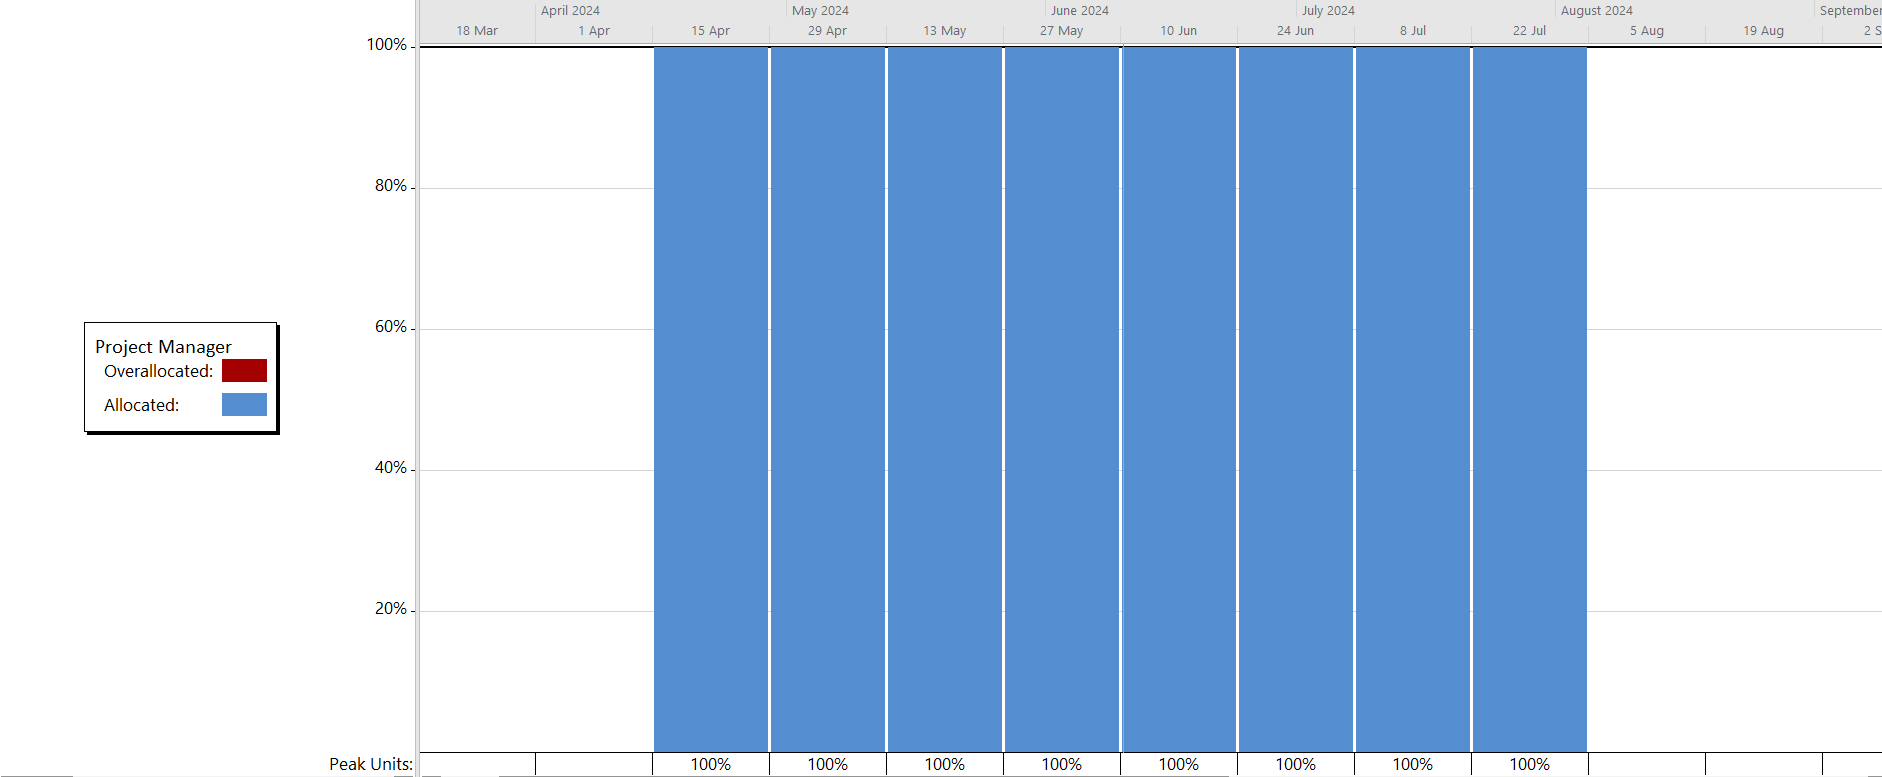 April 2024 May 2024 June 2024 July 2024 August 2024 September
18 Mar 1 Apr 15 Apr 29 Apr 13 May 27 May 10 Jun 24 Jun 8 Jul 22 Jul 5 Aug 19 Aug 2 S
100%
80%
60%
Project Manager
Overallocated:
Allocated:
40%
20%
Peak Units: 100% 100% 100% 100% 100% 100% 100% 100%